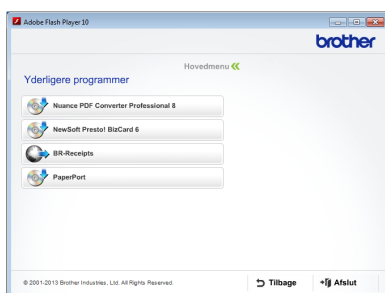 Adobe Flash Player 10
brother
Hovedmenu
Yderligere programmer
Nuance PDF Converter Professional 8
NewSoft Presto! BizCard 6
BR-Receipts
PaperPort
© 2001-2013 Brother Industries, Ltd. All Rights Reserved.
Tilbage
Afslut